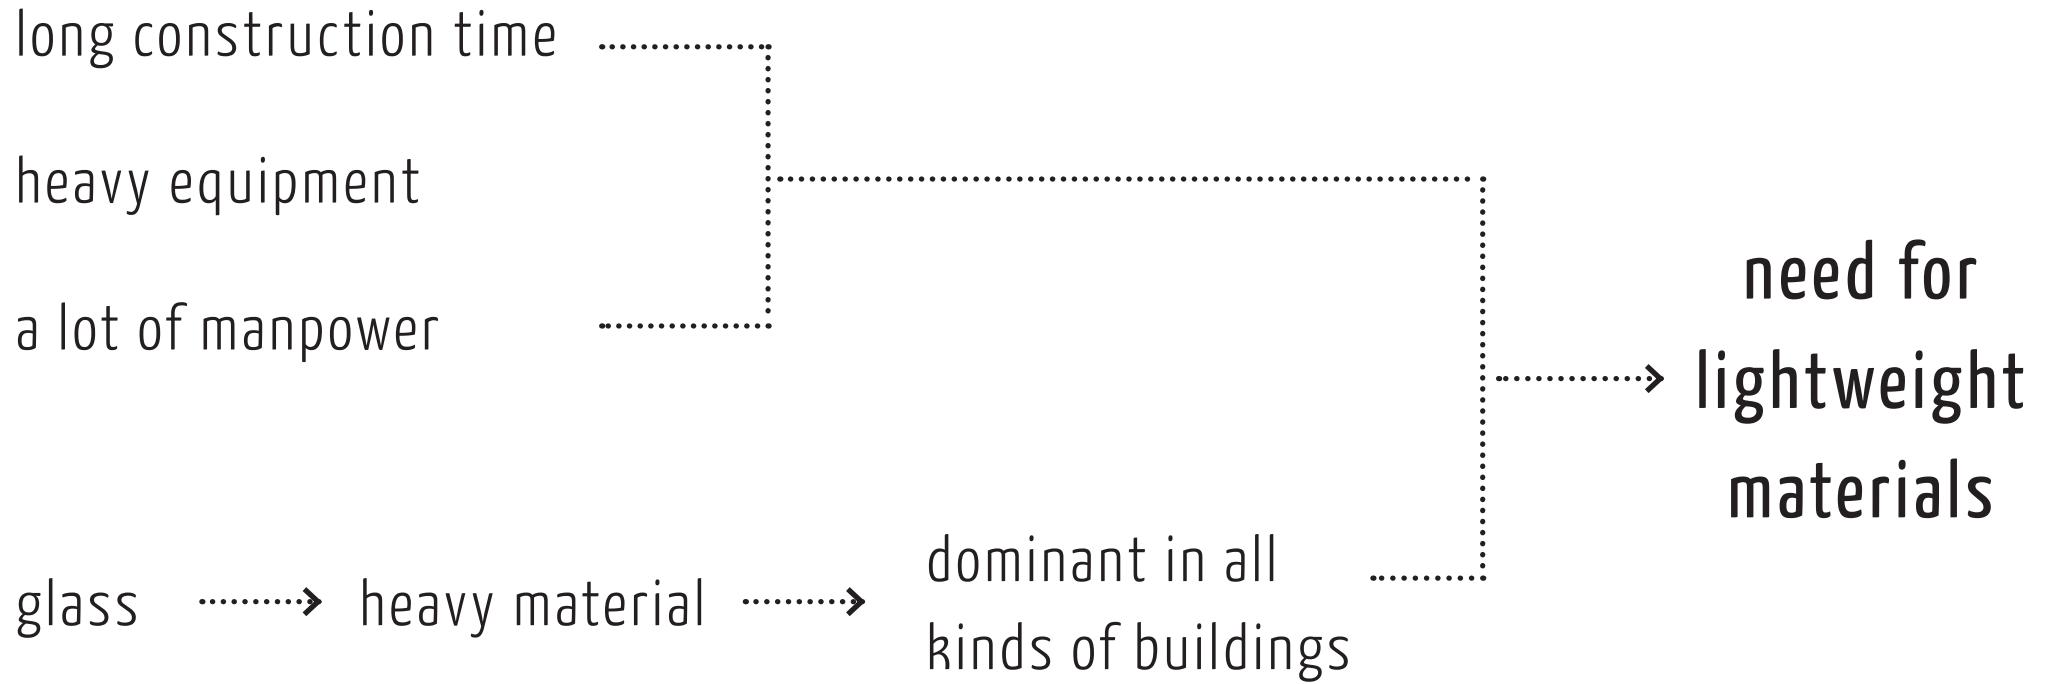 long construction time
heavy equipment
a lot of manpower
need for
lightweight
materials
glass
heavy material
dominant in all
kinds of buildings